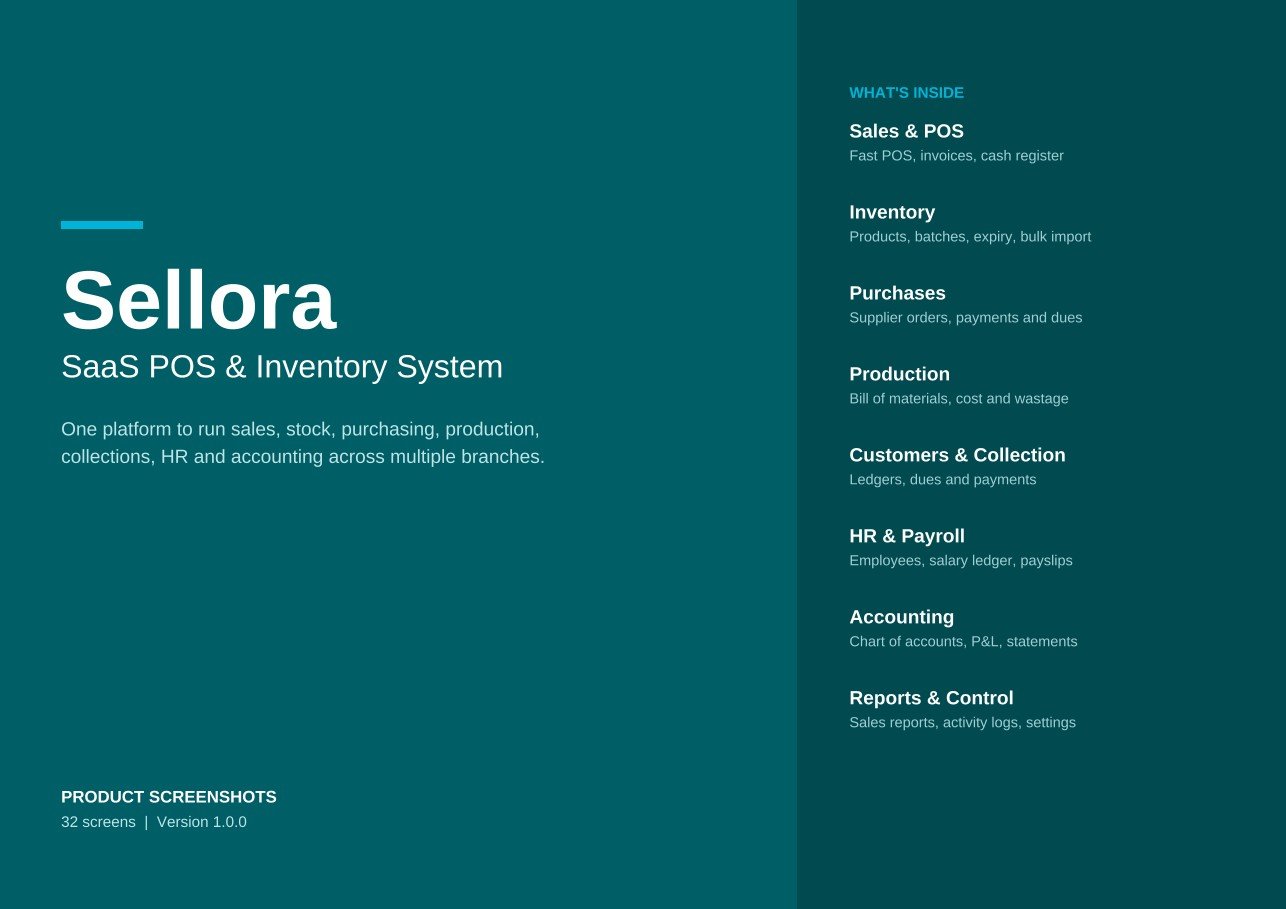 Sellora
SaaS POS & Inventory System
One platform to run sales, stock, purchasing, production,
collections, HR and accounting across multiple branches.
PRODUCT SCREENSHOTS
32 screens | Version 1.0.0
WHAT'S INSIDE
Sales & POS
Fast POS, invoices, cash register
Inventory
Products, batches, expiry, bulk import
Purchases
Supplier orders, payments and dues
Production
Bill of materials, cost and wastage
Customers & Collection
Ledgers, dues and payments
HR & Payroll
Employees, salary ledger, payslips
Accounting
Chart of accounts, P&L, statements
Reports & Control
Sales reports, activity logs, settings